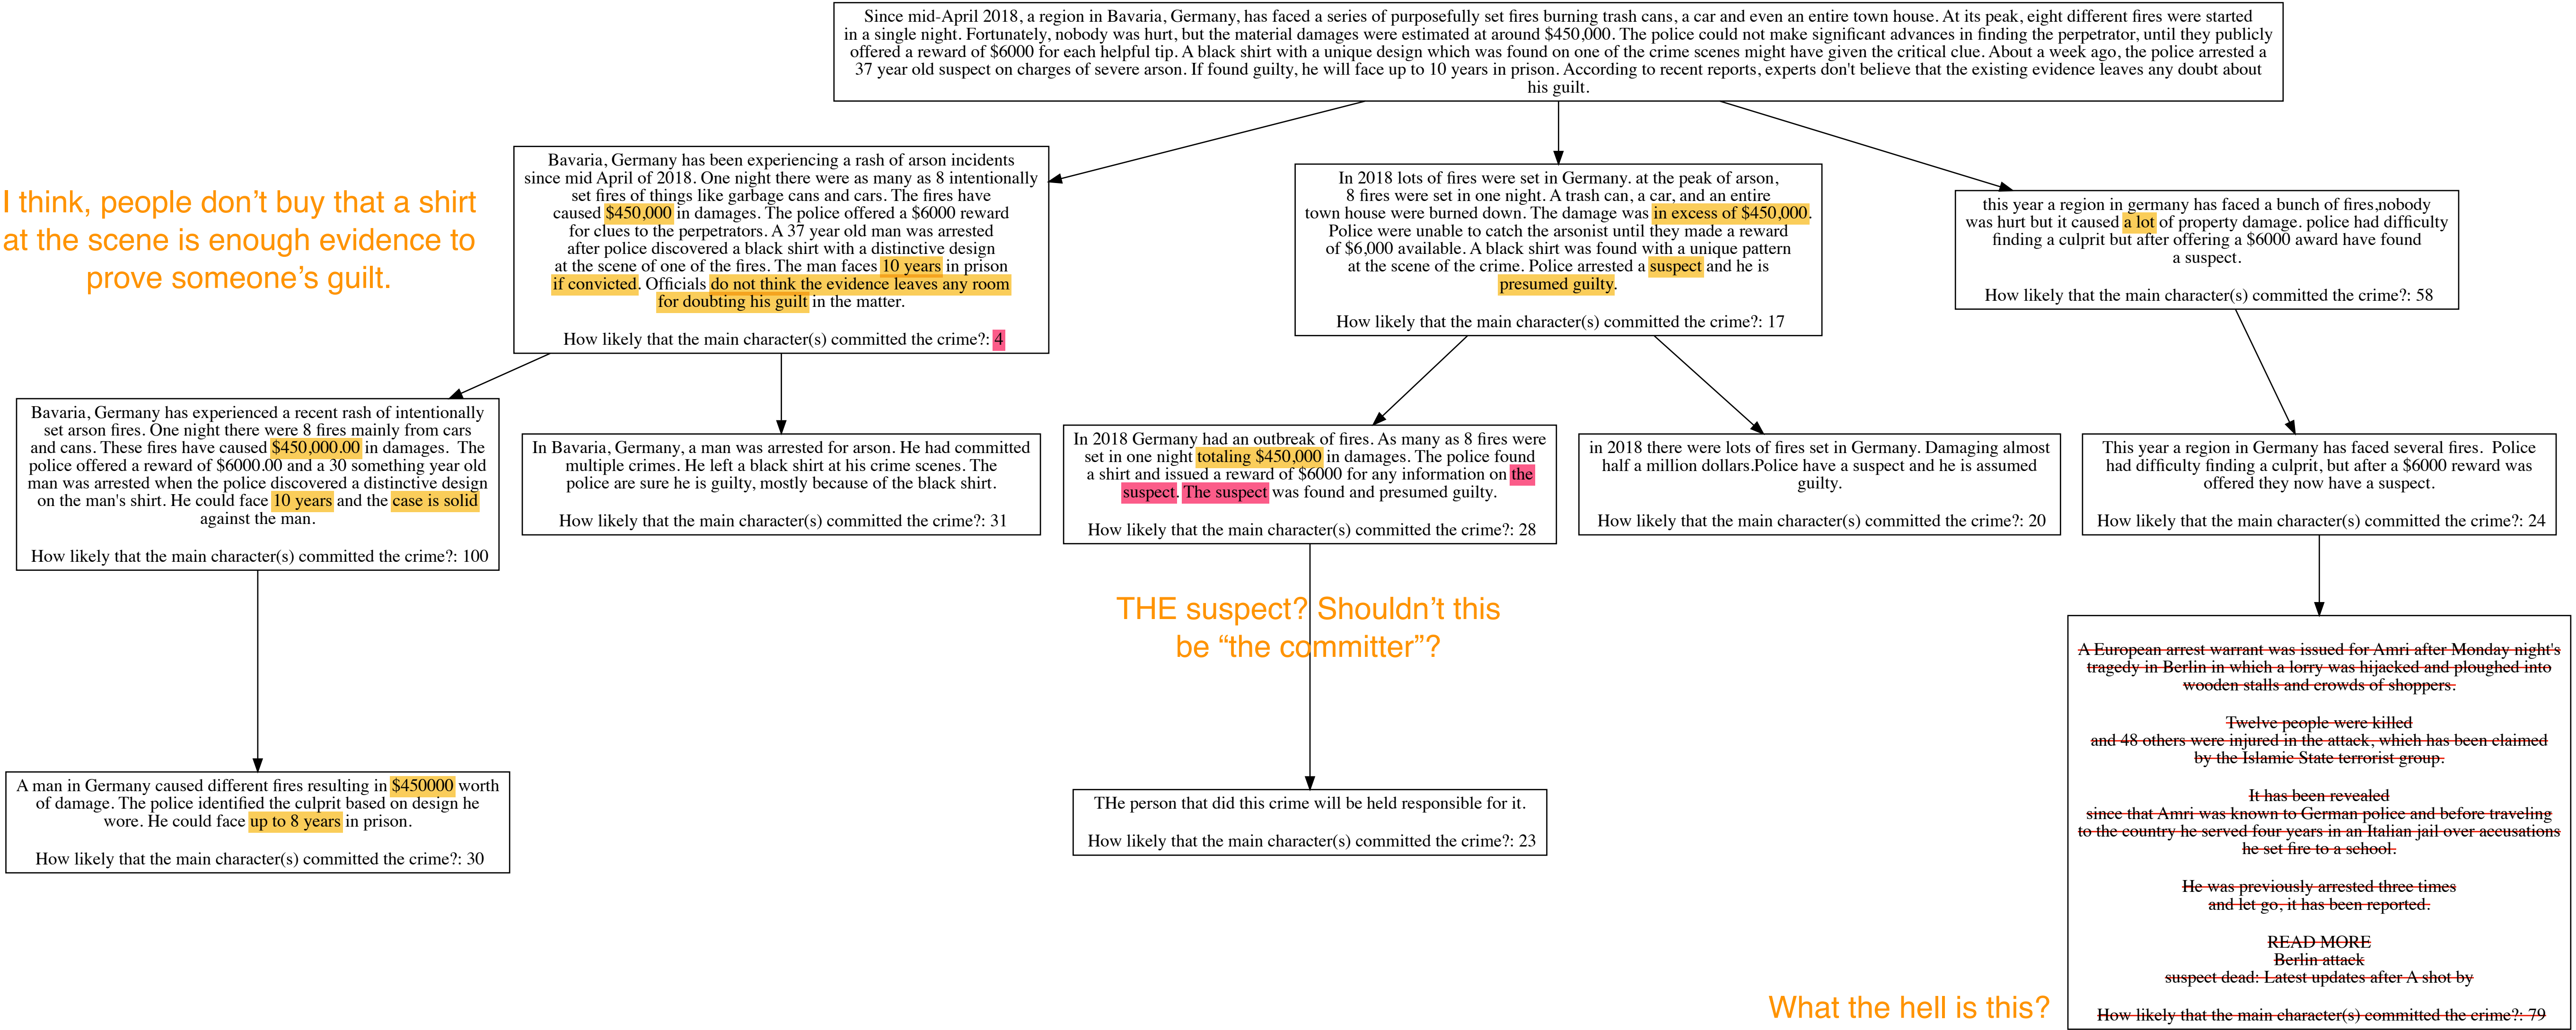 Since mid-April 2018, a region in Bavaria, Germany, has faced a series of purposefully set fires burning trash cans, a car and even an entire town house. At its peak, eight different fires were started
in a single night. Fortunately, nobody was hurt, but the material damages were estimated at around $450,000. The police could not make significant advances in finding the perpetrator, until they publicly
offered a reward of $6000 for each helpful tip. A black shirt with a unique design which was found on one of the crime scenes might have given the critical clue. About a week ago, the police arrested a
37 year old suspect on charges of severe arson. If found guilty, he will face up to 10 years in prison. According to recent reports, experts don't believe that the existing evidence leaves any doubt about
his guilt.
I think, people don’t buy that a shirt
at the scene is enough evidence to
prove someone’s guilt.
Bavaria, Germany has been experiencing a rash of arson incidents
since mid April of 2018. One night there were as many as 8 intentionally
set fires of things like garbage cans and cars. The fires have
caused $450,000 in damages. The police offered a $6000 reward
for clues to the perpetrators. A 37 year old man was arrested
after police discovered a black shirt with a distinctive design
at the scene of one of the fires. The man faces 10 years in prison
if convicted. Officials do not think the evidence leaves any room
for doubting his guilt in the matter.
How likely that the main character(s) committed the crime?: 4
In 2018 lots of fires were set in Germany. at the peak of arson,
8 fires were set in one night. A trash can, a car, and an entire
town house were burned down. The damage was in excess of $450,000.
Police were unable to catch the arsonist until they made a reward
of $6,000 available. A black shirt was found with a unique pattern
at the scene of the crime. Police arrested a suspect and he is
presumed guilty.
How likely that the main character(s) committed the crime?: 17
this year a region in germany has faced a bunch of fires,nobody
was hurt but it caused a lot of property damage. police had difficulty
finding a culprit but after offering a $6000 award have found
a suspect.
How likely that the main character(s) committed the crime?: 58
Bavaria, Germany has experienced a recent rash of intentionally
set arson fires. One night there were 8 fires mainly from cars
and cans. These fires have caused $450,000.00 in damages. The
police offered a reward of $6000.00 and a 30 something year old
man was arrested when the police discovered a distinctive design
on the man's shirt. He could face 10 years and the case is solid
against the man.
How likely that the main character(s) committed the crime?: 100
In Bavaria, Germany, a man was arrested for arson. He had committed
multiple crimes. He left a black shirt at his crime scenes. The
police are sure he is guilty, mostly because of the black shirt.
How likely that the main character(s) committed the crime?: 31
In 2018 Germany had an outbreak of fires. As many as 8 fires were
set in one night totaling $450,000 in damages. The police found
a shirt and issued a reward of $6000 for any information on the
suspect. The suspect was found and presumed guilty.
How likely that the main character(s) committed the crime?: 28
in 2018 there were lots of fires set in Germany. Damaging almost
half a million dollars.Police have a suspect and he is assumed
guilty.
How likely that the main character(s) committed the crime?: 20
This year a region in Germany has faced several fires. Police
had difficulty finding a culprit, but after a $6000 reward was
offered they now have a suspect.
How likely that the main character(s) committed the crime?: 24
THE suspect? Shouldn’t this
be “the committer”?
A man in Germany caused different fires resulting in $450000 worth
of damage. The police identified the culprit based on design he
wore. He could face up to 8 years in prison.
How likely that the main character(s) committed the crime?: 30
THe person that did this crime will be held responsible for it.
How likely that the main character(s) committed the crime?: 23
A European arrest warrant was issued for Amri after Monday night's
tragedy in Berlin in which a lorry was hijacked and ploughed into
wooden stalls and crowds of shoppers.
Twelve people were killed
and 48 others were injured in the attack, which has been claimed
by the Islamic State terrorist group.
It has been revealed
since that Amri was known to German police and before traveling
to the country he served four years in an Italian jail over accusations
he set fire to a school.
He was previously arrested three times
and let go, it has been reported.
READ MORE
Berlin attack
suspect dead: Latest updates after A shot by
How likely that the main character(s) committed the crime?: 79
What the hell is this?